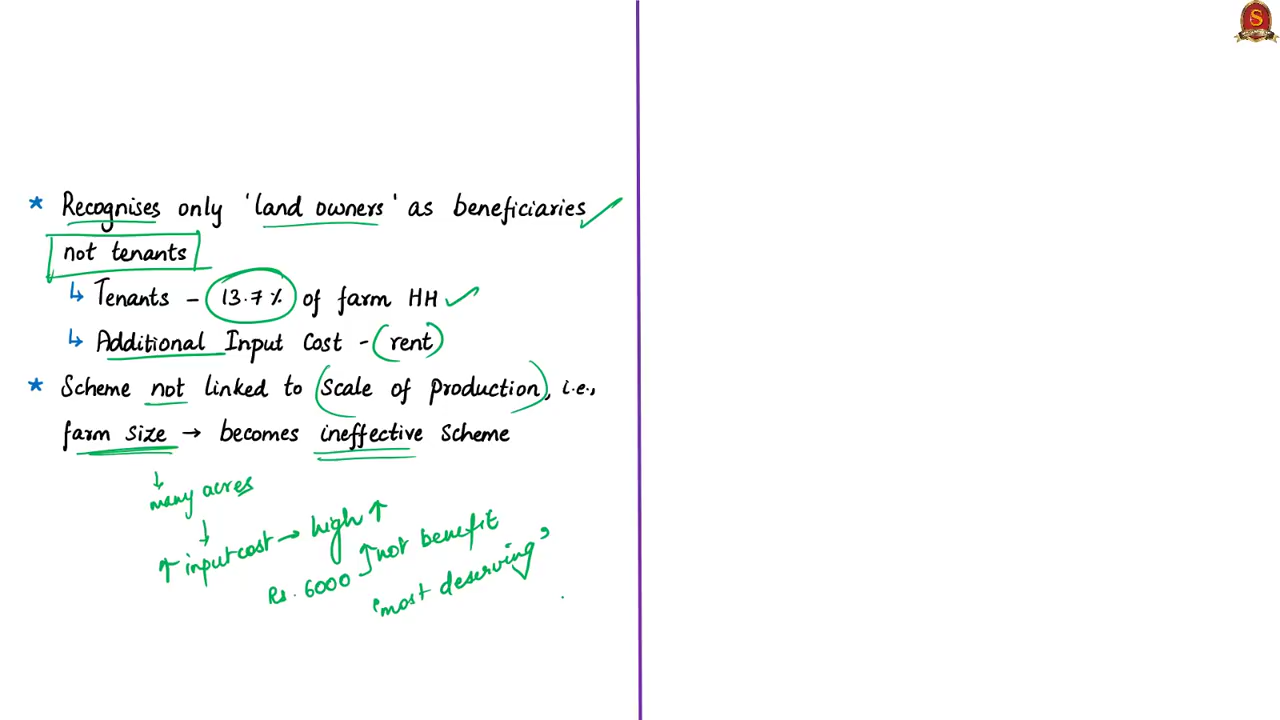 * Recognises only 'land owners' as beneficiaries ✓
not tenants
↳ Tenants - 13.7% of farm HH ✓
↳ Additional Input Cost - (rent)
* Scheme not linked to (Scale of production), i.e.,
farm size → becomes ineffective Scheme
↓
many acres
↓
↑ input cost → high ↑
Rs. 6000 not benefit
'most deserving'
S